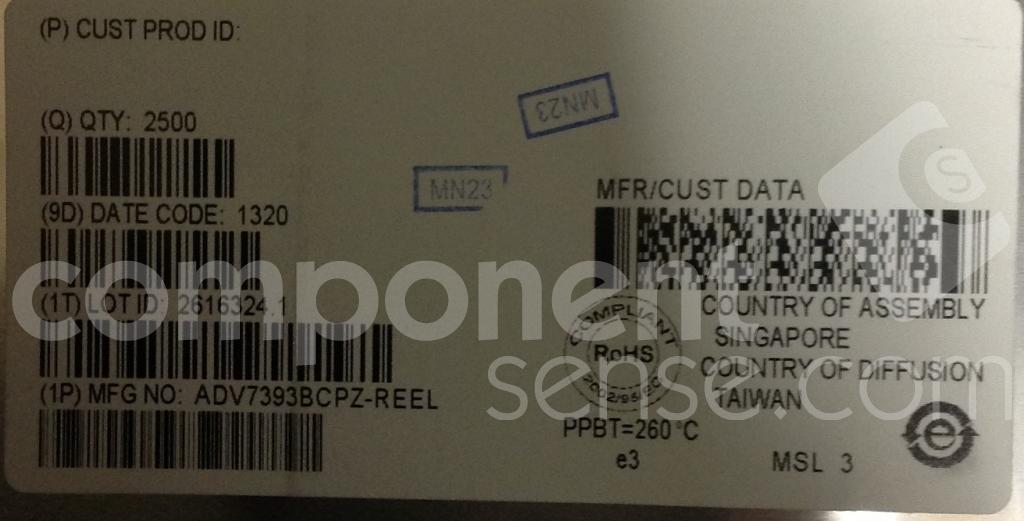 (P) CUST PROD ID:
(Q) QTY: 2500
MN23
MN23
(9D) DATE CODE: 1320
MFR/CUST DATA
(1T) LOT ID: 2616324.1
(1P) MFG NO: ADV7393BCPZ-REEL
COMPLIANT
RoHS
2002/95/EC
COUNTRY OF ASSEMBLY
SINGAPORE
COUNTRY OF DIFFUSION
TAIWAN
PPBT=260°C
e3
MSL 3
e
component
sense.com
S